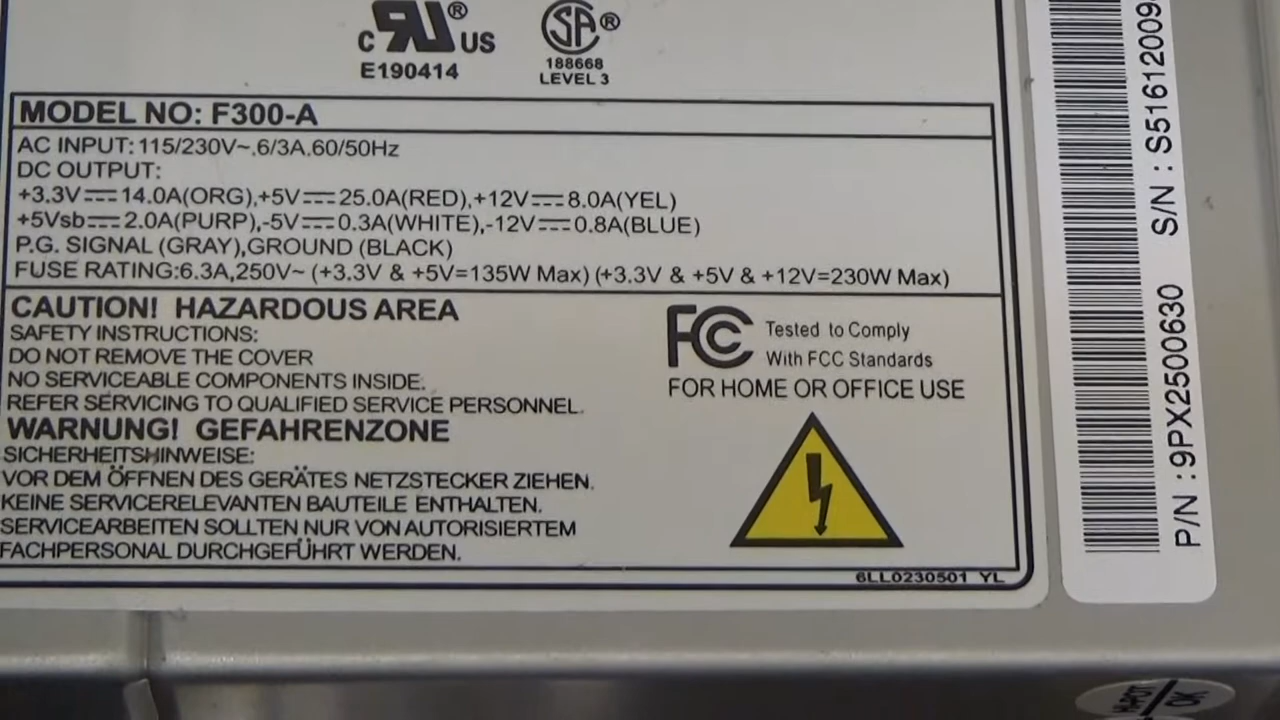 C UR® US
E190414
SA®
188668
LEVEL 3
MODEL NO: F300-A
AC INPUT: 115/230V~.6/3A.60/50Hz
DC OUTPUT:
+3.3V⎓14.0A(ORG),+5V⎓25.0A(RED),+12V⎓8.0A(YEL)
+5Vsb⎓2.0A(PURP),-5V⎓0.3A(WHITE),-12V⎓0.8A(BLUE)
P.G. SIGNAL (GRAY),GROUND (BLACK)
FUSE RATING:6.3A,250V~ (+3.3V & +5V=135W Max) (+3.3V & +5V & +12V=230W Max)
CAUTION! HAZARDOUS AREA
SAFETY INSTRUCTIONS:
DO NOT REMOVE THE COVER
NO SERVICEABLE COMPONENTS INSIDE.
REFER SERVICING TO QUALIFIED SERVICE PERSONNEL.
WARNUNG! GEFAHRENZONE
SICHERHEITSHINWEISE:
VOR DEM ÖFFNEN DES GERÄTES NETZSTECKER ZIEHEN.
KEINE SERVICERELEVANTEN BAUTEILE ENTHALTEN.
SERVICEARBEITEN SOLLTEN NUR VON AUTORISIERTEM
FACHPERSONAL DURCHGEFÜHRT WERDEN.
FCC
Tested to Comply
With FCC Standards
FOR HOME OR OFFICE USE
6LL0230501 YL
S/N : S51612009
P/N : 9PX2500630
HI-POT
OK